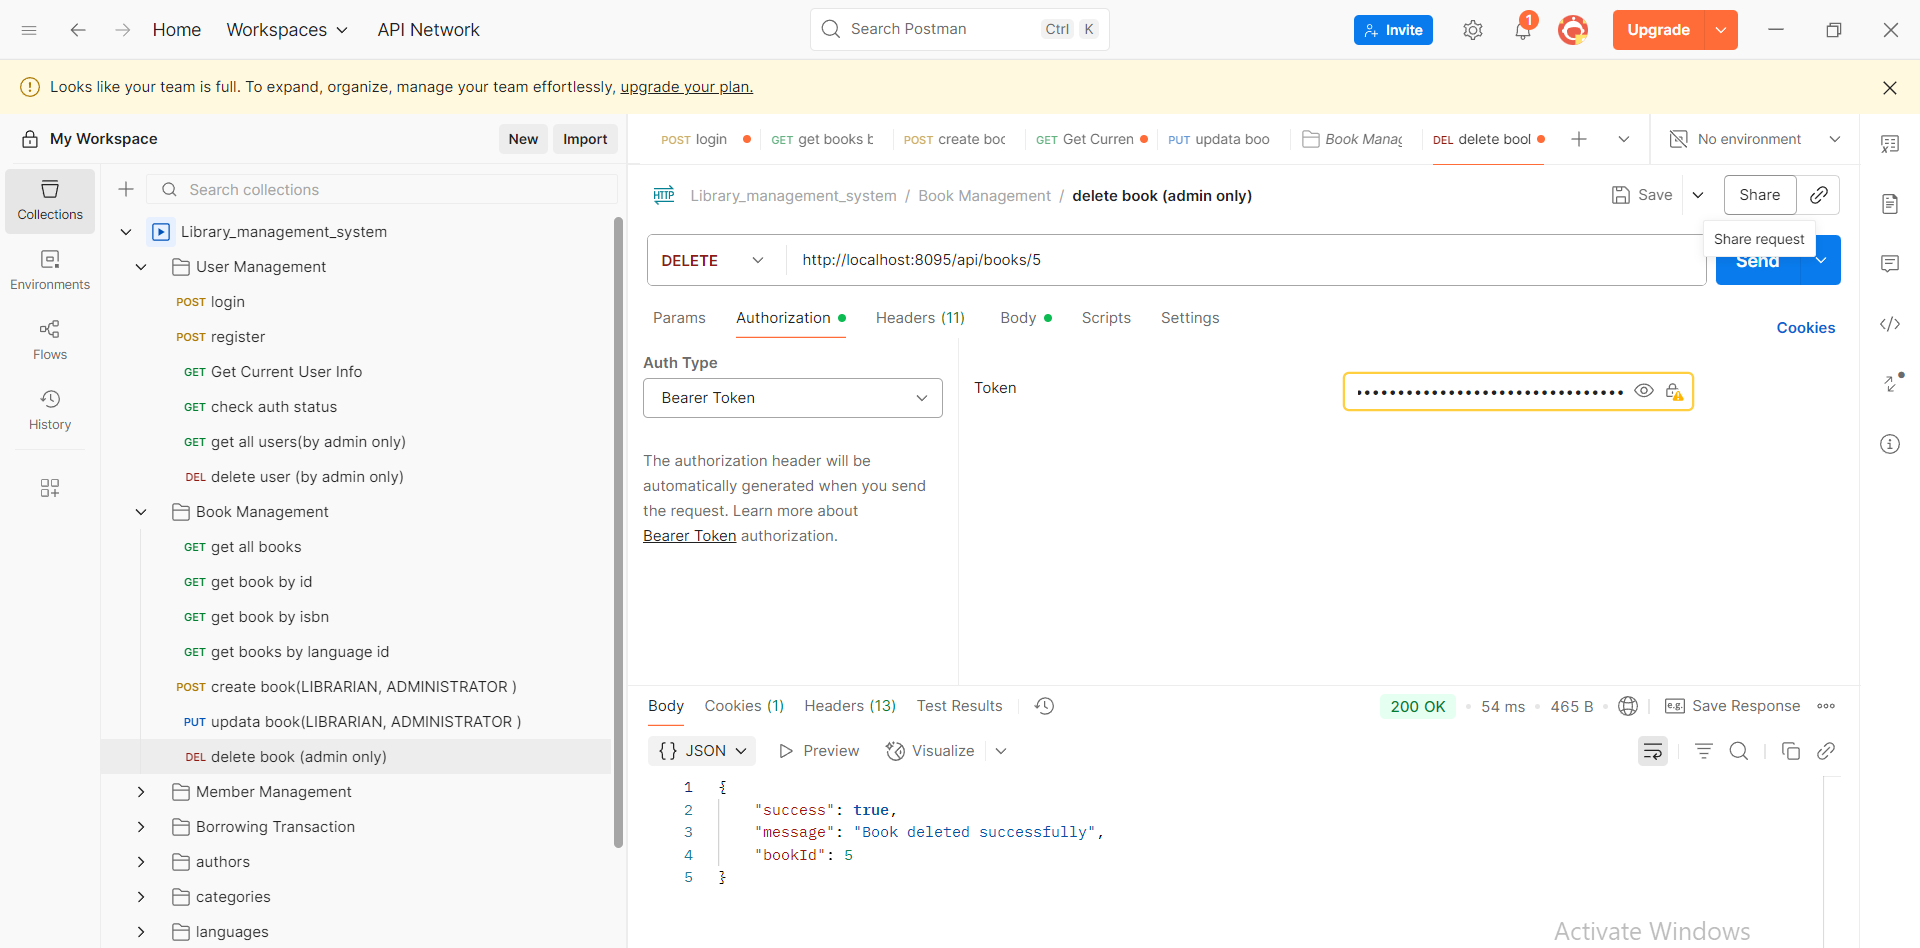 Home
Workspaces
API Network
Search Postman
Ctrl K
Invite
1
Upgrade
Looks like your team is full. To expand, organize, manage your team effortlessly, upgrade your plan.
My Workspace
New
Import
POST login
GET get books b
POST create boo
GET Get Curren
PUT updata boo
Book Manag
DEL delete bool
No environment
Collections
Environments
Flows
History
Search collections
Library_management_system
User Management
POST login
POST register
GET Get Current User Info
GET check auth status
GET get all users(by admin only)
DEL delete user (by admin only)
Book Management
GET get all books
GET get book by id
GET get book by isbn
GET get books by language id
POST create book(LIBRARIAN, ADMINISTRATOR )
PUT updata book(LIBRARIAN, ADMINISTRATOR )
DEL delete book (admin only)
Member Management
Borrowing Transaction
authors
categories
languages
HTTP Library_management_system / Book Management / delete book (admin only)
Save
Share
Share request
DELETE
http://localhost:8095/api/books/5
Send
Params
Authorization
Headers (11)
Body
Scripts
Settings
Cookies
Auth Type
Bearer Token
The authorization header will be
automatically generated when you send
the request. Learn more about
Bearer Token authorization.
Token
Body
Cookies (1)
Headers (13)
Test Results
200 OK
54 ms
465 B
e.g. Save Response
{} JSON
Preview
Visualize
1 {
2 "success": true,
3 "message": "Book deleted successfully",
4 "bookId": 5
5 }
Activate Windows